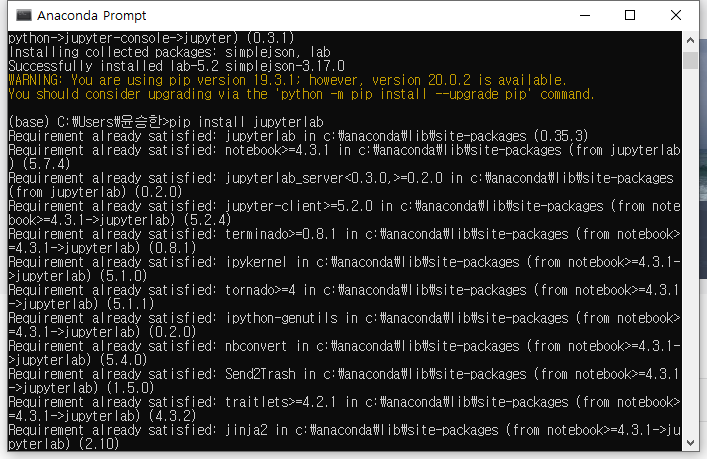 Anaconda Prompt
python->jupyter-console->jupyter) (0.3.1)
Installing collected packages: simplejson, lab
Successfully installed lab-5.2 simplejson-3.17.0
WARNING: You are using pip version 19.3.1; however, version 20.0.2 is available.
You should consider upgrading via the 'python -m pip install --upgrade pip' command.
(base) C:₩Users₩윤승한>pip install jupyterlab
Requirement already satisfied: jupyterlab in c:₩anaconda₩lib₩site-packages (0.35.3)
Requirement already satisfied: notebook>=4.3.1 in c:₩anaconda₩lib₩site-packages (from jupyterlab
) (5.7.4)
Requirement already satisfied: jupyterlab_server<0.3.0,>=0.2.0 in c:₩anaconda₩lib₩site-packages
(from jupyterlab) (0.2.0)
Requirement already satisfied: jupyter-client>=5.2.0 in c:₩anaconda₩lib₩site-packages (from note
book>=4.3.1->jupyterlab) (5.2.4)
Requirement already satisfied: terminado>=0.8.1 in c:₩anaconda₩lib₩site-packages (from notebook>
=4.3.1->jupyterlab) (0.8.1)
Requirement already satisfied: ipykernel in c:₩anaconda₩lib₩site-packages (from notebook>=4.3.1-
>jupyterlab) (5.1.0)
Requirement already satisfied: tornado>=4 in c:₩anaconda₩lib₩site-packages (from notebook>=4.3.1
->jupyterlab) (5.1.1)
Requirement already satisfied: ipython-genutils in c:₩anaconda₩lib₩site-packages (from notebook>
=4.3.1->jupyterlab) (0.2.0)
Requirement already satisfied: nbconvert in c:₩anaconda₩lib₩site-packages (from notebook>=4.3.1-
>jupyterlab) (5.4.0)
Requirement already satisfied: Send2Trash in c:₩anaconda₩lib₩site-packages (from notebook>=4.3.1
->jupyterlab) (1.5.0)
Requirement already satisfied: traitlets>=4.2.1 in c:₩anaconda₩lib₩site-packages (from notebook>
=4.3.1->jupyterlab) (4.3.2)
Requirement already satisfied: jinja2 in c:₩anaconda₩lib₩site-packages (from notebook>=4.3.1->ju
pyterlab) (2.10)